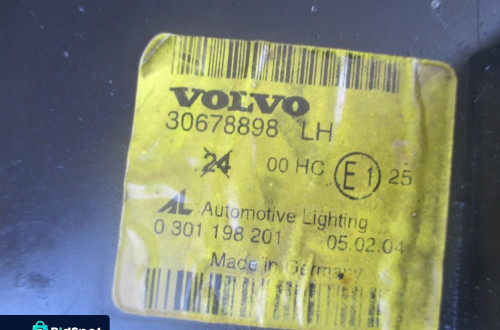 VOLVO
30678898 LH
24 00 HC E1 25
AL Automotive Lighting
0 301 198 201 05.02.04
Made in Germany
BidSpot